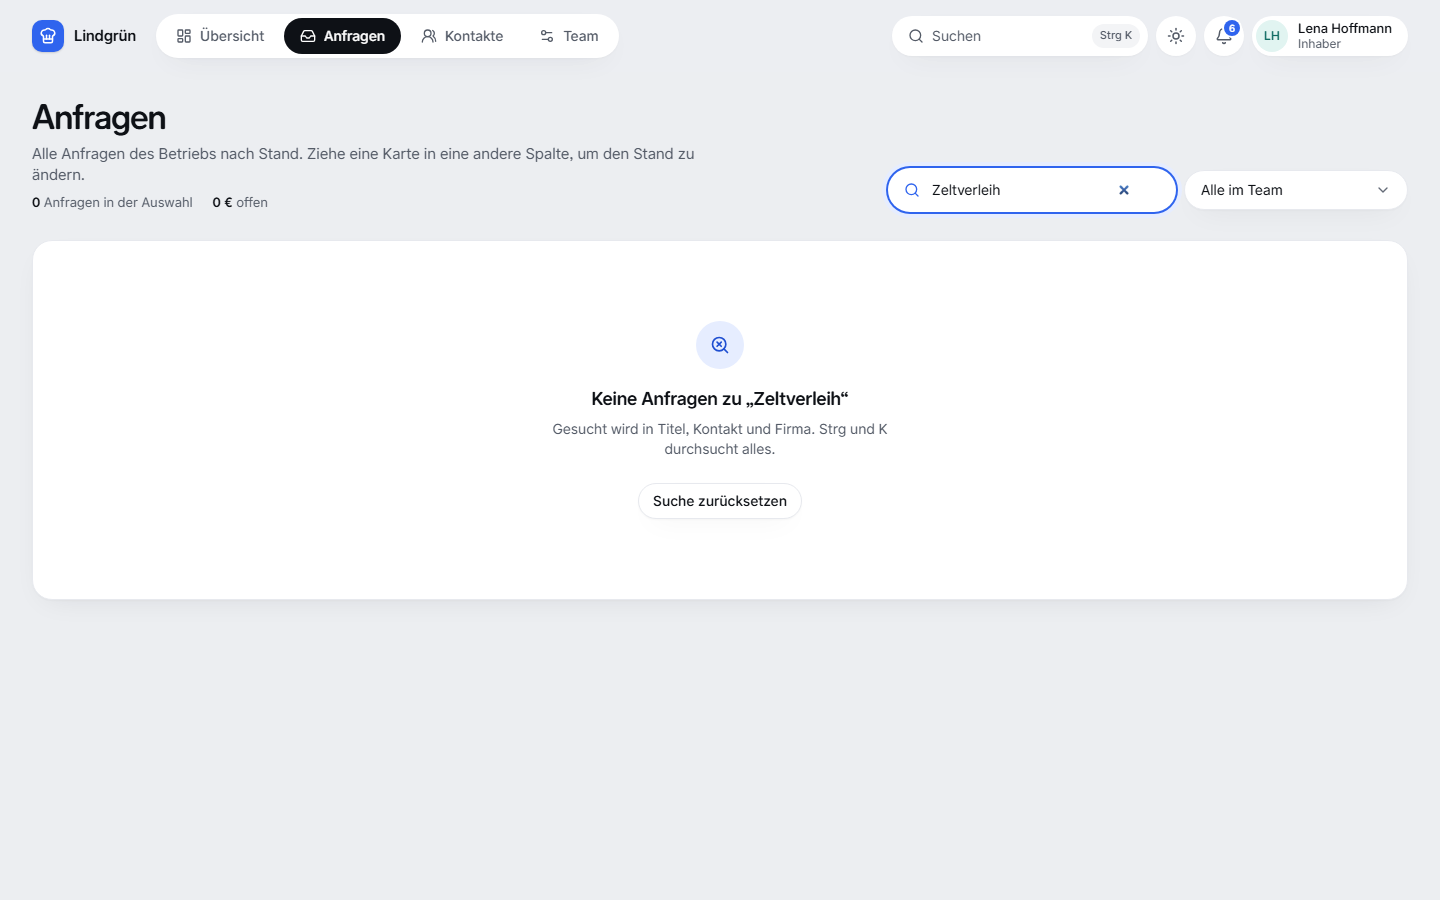 Lindgrün
Übersicht
Anfragen
Kontakte
Team
Suchen
Strg K
6
LH
Lena Hoffmann
Inhaber
Anfragen
Alle Anfragen des Betriebs nach Stand. Ziehe eine Karte in eine andere Spalte, um den Stand zu
ändern.
0 Anfragen in der Auswahl
0 € offen
Zeltverleih
Alle im Team
Keine Anfragen zu „Zeltverleih“
Gesucht wird in Titel, Kontakt und Firma. Strg und K
durchsucht alles.
Suche zurücksetzen